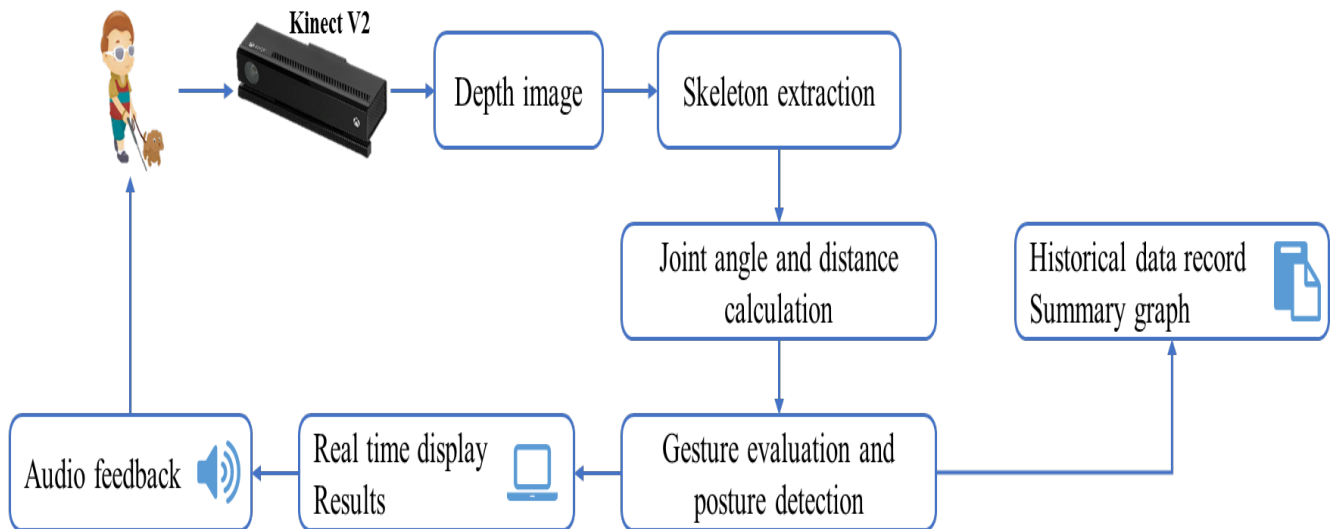 Kinect V2
Depth image
Skeleton extraction
Joint angle and distance
calculation
Historical data record
Summary graph
Audio feedback
Real time display
Results
Gesture evaluation and
posture detection